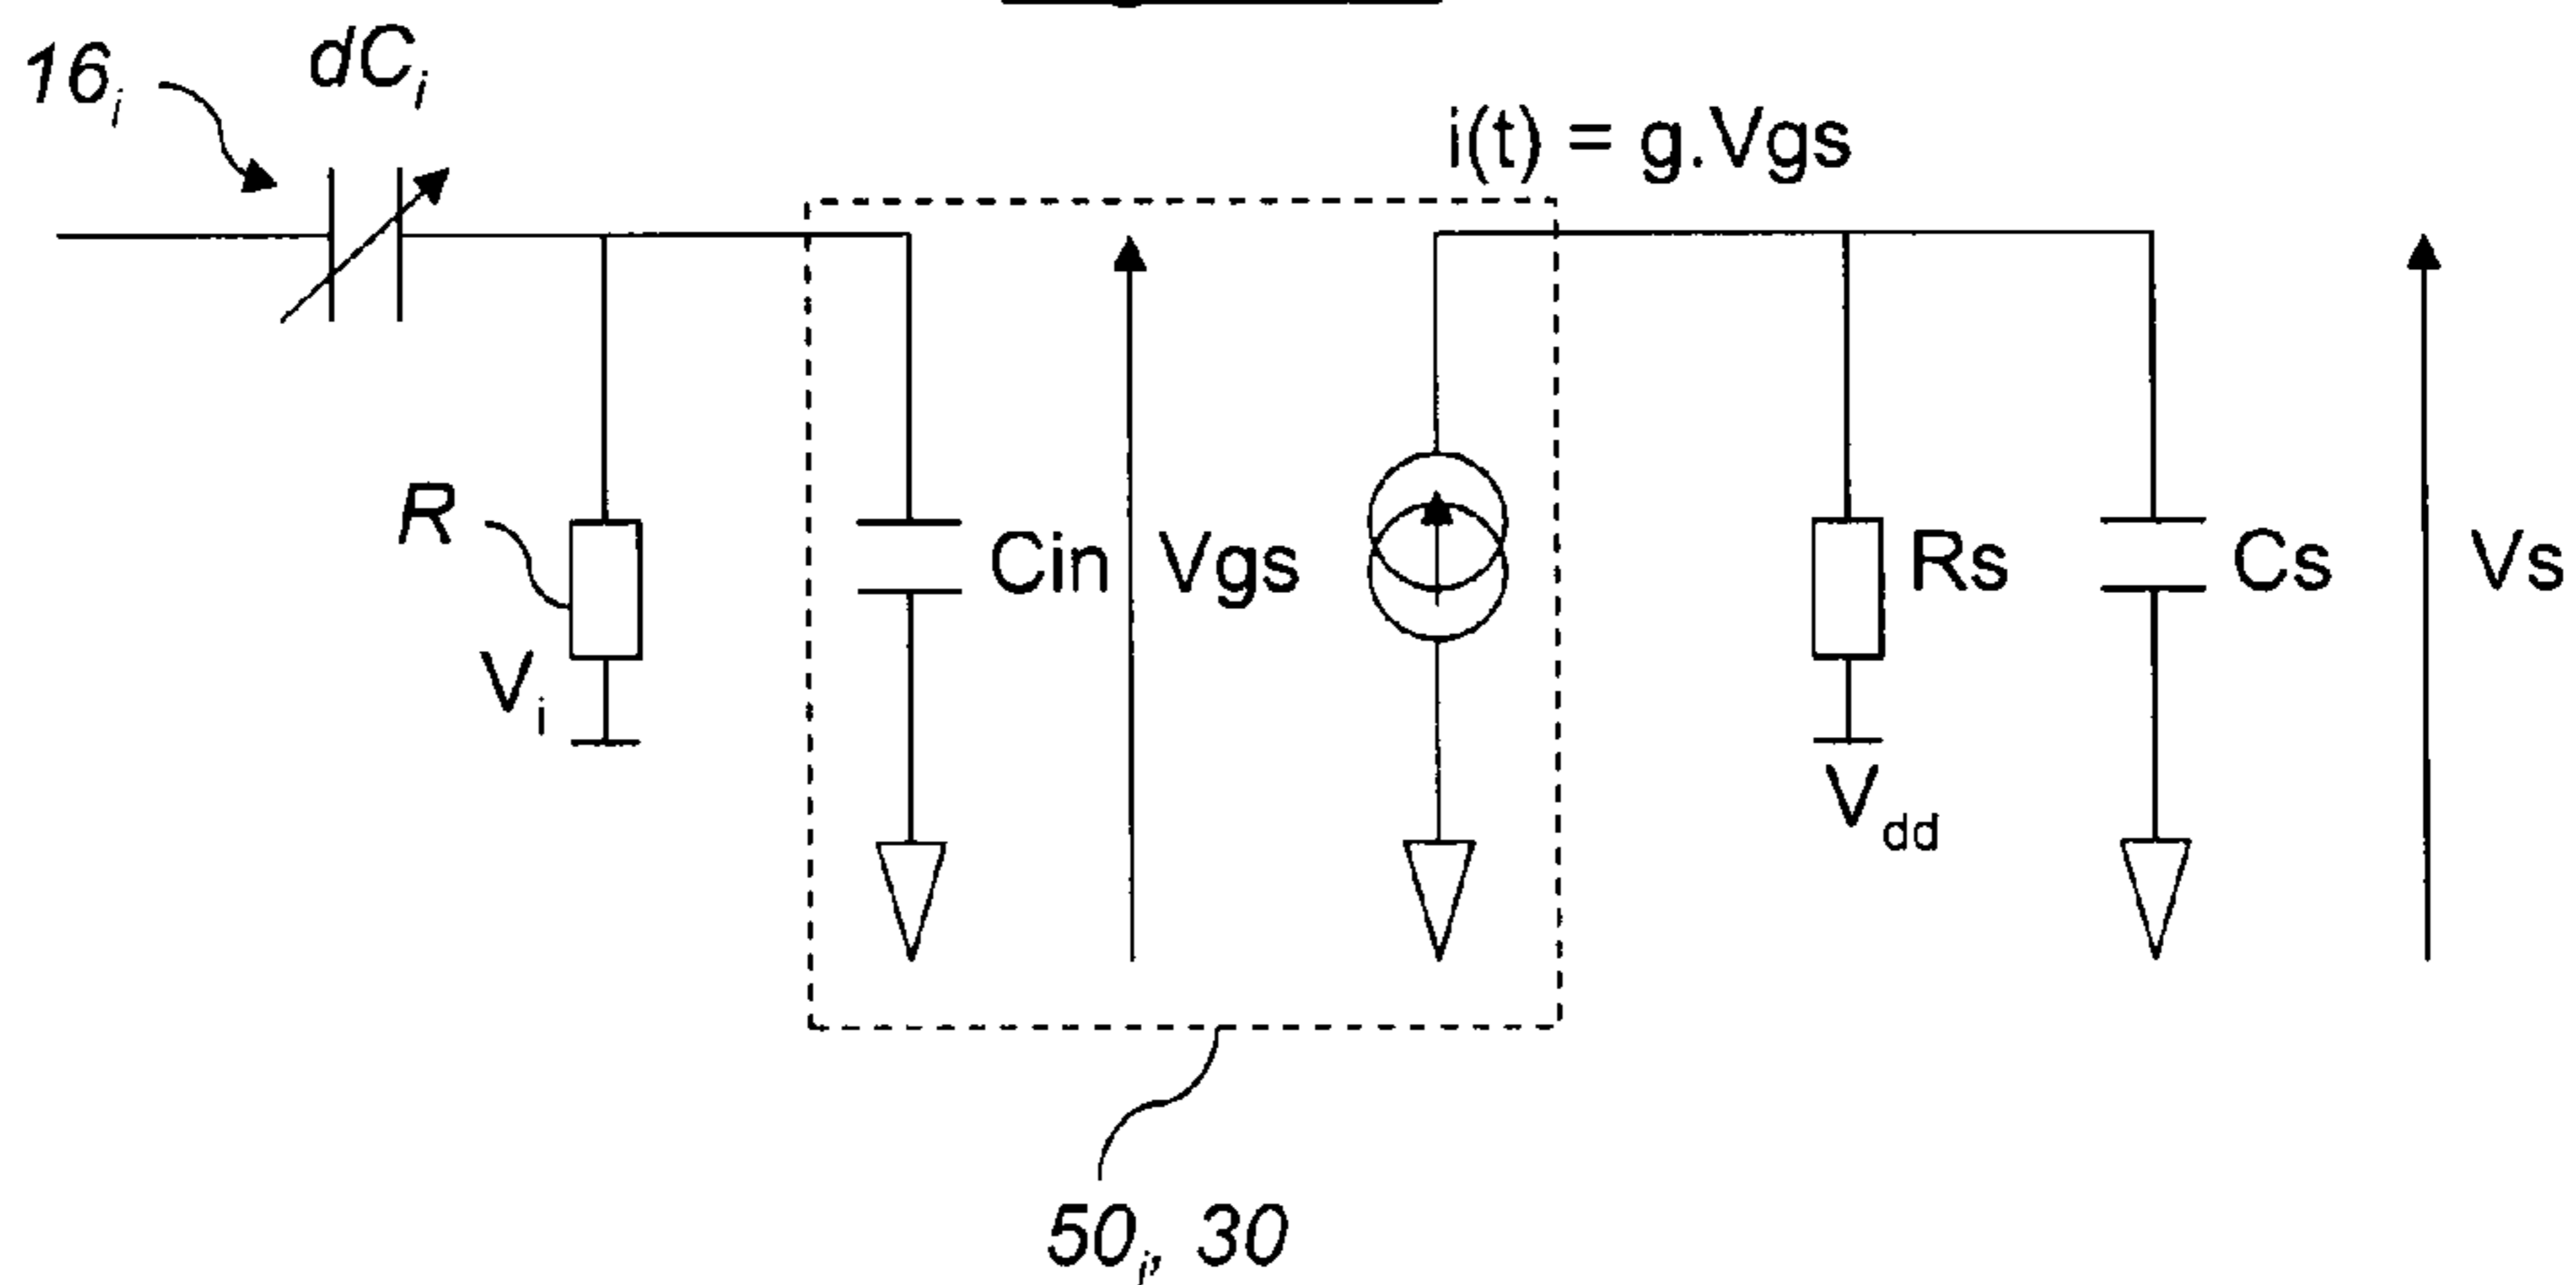 16i
dCi
i(t) = g.Vgs
R
Vi
Cin
Vgs
Rs
Vdd
Cs
Vs
50i, 30